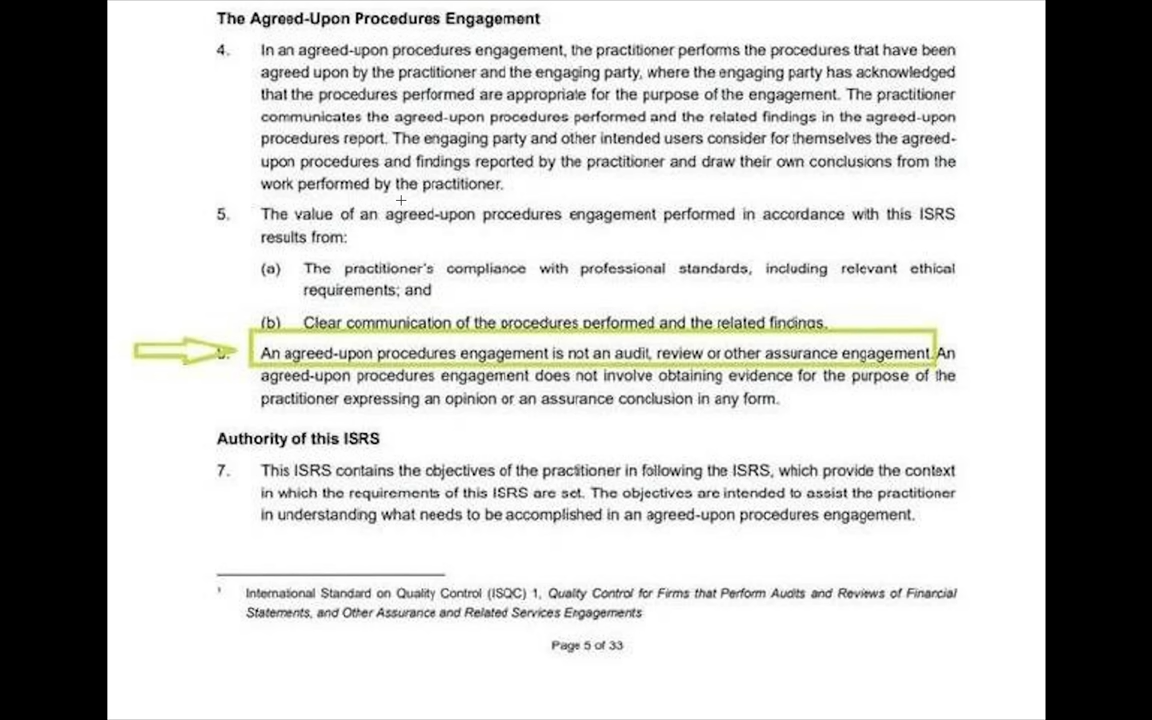 The Agreed-Upon Procedures Engagement
4. In an agreed-upon procedures engagement, the practitioner performs the procedures that have been
agreed upon by the practitioner and the engaging party, where the engaging party has acknowledged
that the procedures performed are appropriate for the purpose of the engagement. The practitioner
communicates the agreed-upon procedures performed and the related findings in the agreed-upon
procedures report. The engaging party and other intended users consider for themselves the agreed-
upon procedures and findings reported by the practitioner and draw their own conclusions from the
work performed by the practitioner.
5. The value of an agreed-upon procedures engagement performed in accordance with this ISRS
results from:
(a) The practitioner's compliance with professional standards, including relevant ethical
requirements; and
(b) Clear communication of the procedures performed and the related findings.
An agreed-upon procedures engagement is not an audit, review or other assurance engagement. An
agreed-upon procedures engagement does not involve obtaining evidence for the purpose of the
practitioner expressing an opinion or an assurance conclusion in any form.
Authority of this ISRS
7. This ISRS contains the objectives of the practitioner in following the ISRS, which provide the context
in which the requirements of this ISRS are set. The objectives are intended to assist the practitioner
in understanding what needs to be accomplished in an agreed-upon procedures engagement.
1 International Standard on Quality Control (ISQC) 1, Quality Control for Firms that Perform Audits and Reviews of Financial
Statements, and Other Assurance and Related Services Engagements
Page 5 of 33